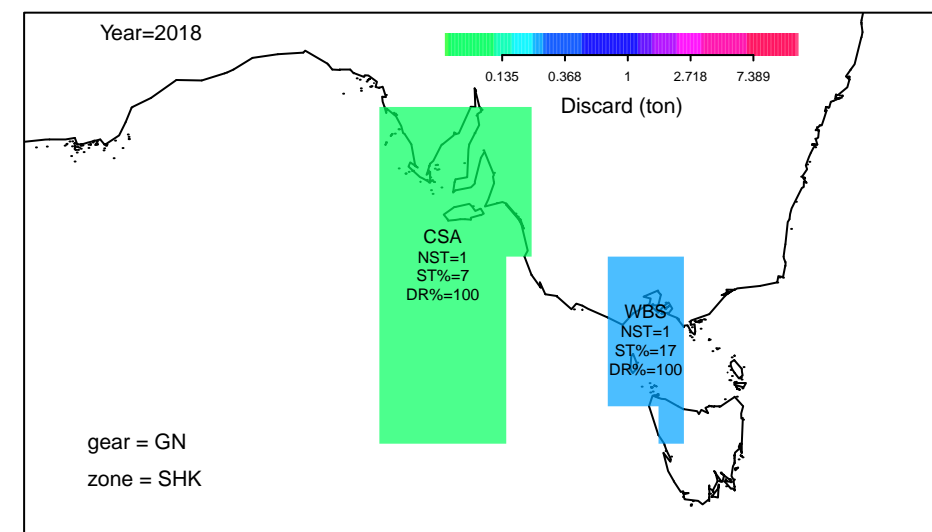 Year=2018
0.135 0.368 1 2.718 7.389
Discard (ton)
CSA
NST=1
ST%=7
DR%=100
WBS
NST=1
ST%=17
DR%=100
gear = GN
zone = SHK